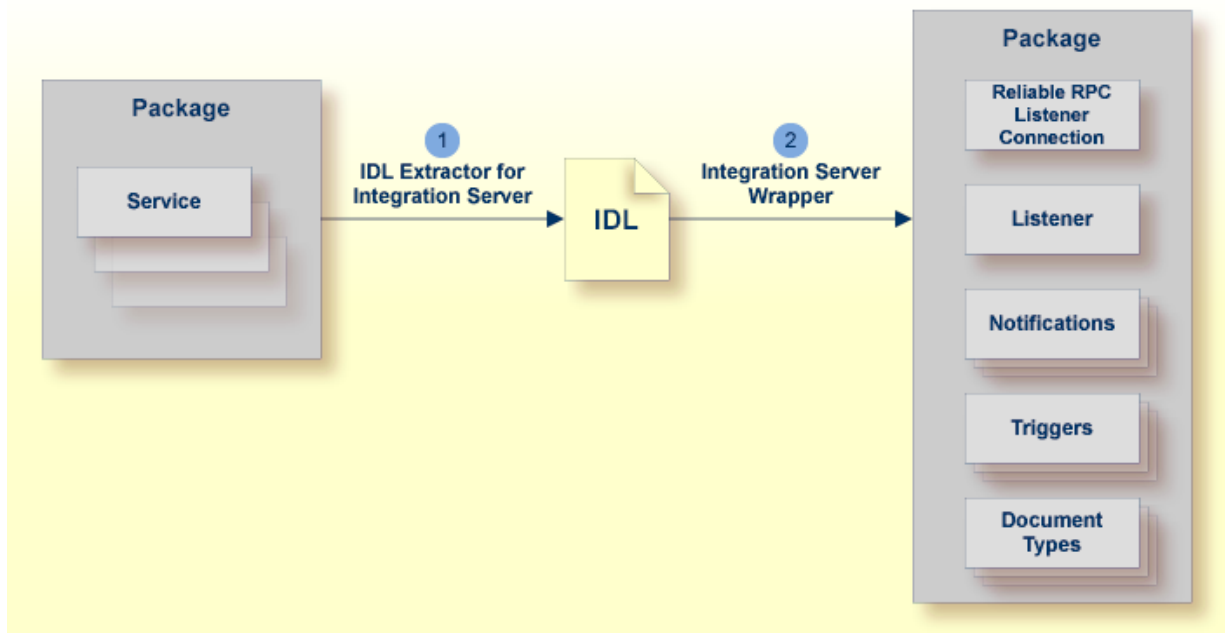 Package
Service
1
IDL Extractor for
Integration Server
IDL
2
Integration Server
Wrapper
Package
Reliable RPC
Listener
Connection
Listener
Notifications
Triggers
Document
Types